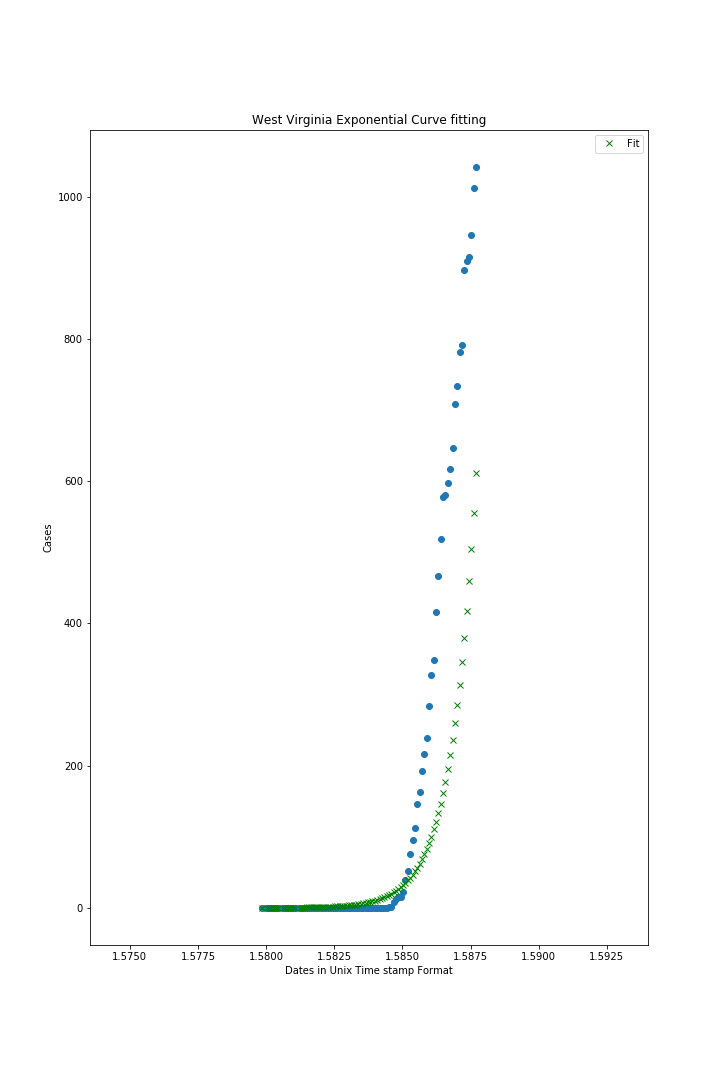 West Virginia Exponential Curve fitting
Fit
1000
800
600
400
200
0
Cases
1.5750 1.5775 1.5800 1.5825 1.5850 1.5875 1.5900 1.5925
Dates in Unix Time stamp Format